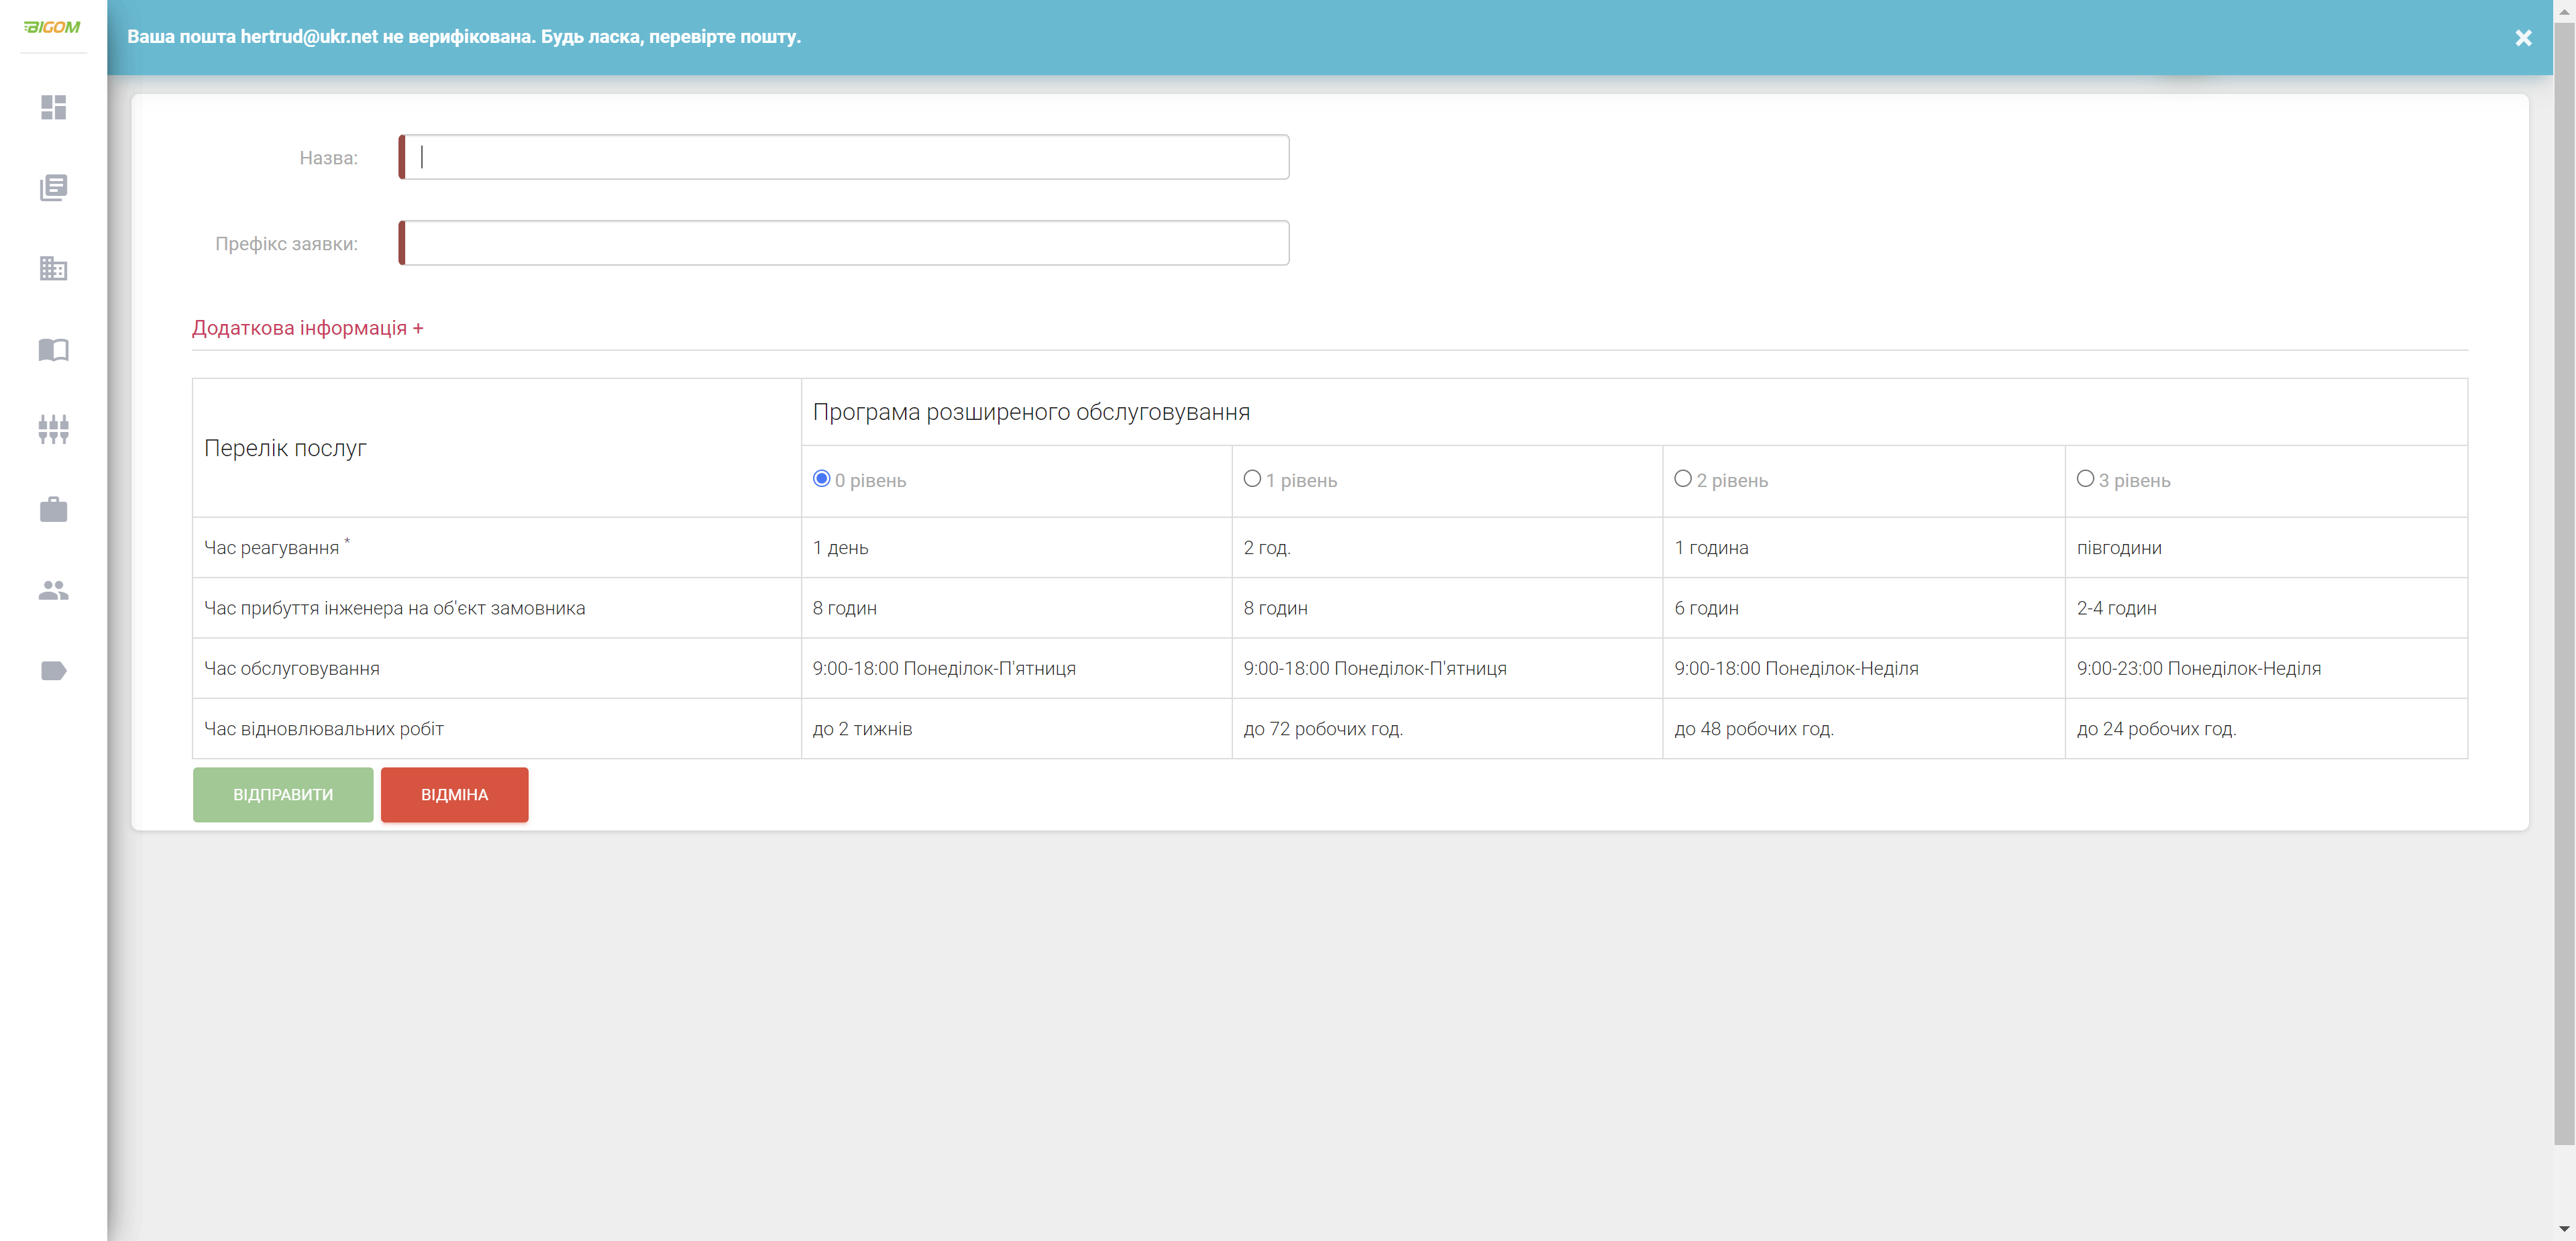 BIGOM
Ваша пошта hertrud@ukr.net не верифікована. Будь ласка, перевірте пошту.
Назва:
Префікс заявки:
Додаткова інформація +
Перелік послуг
Програма розширеного обслуговування
0 рівень 1 рівень 2 рівень 3 рівень
Час реагування * 1 день 2 год. 1 година півгодини
Час прибуття інженера на об'єкт замовника 8 годин 8 годин 6 годин 2-4 годин
Час обслуговування 9:00-18:00 Понеділок-П'ятниця 9:00-18:00 Понеділок-П'ятниця 9:00-18:00 Понеділок-Неділя 9:00-23:00 Понеділок-Неділя
Час відновлювальних робіт до 2 тижнів до 72 робочих год. до 48 робочих год. до 24 робочих год.
ВІДПРАВИТИ ВІДМІНА